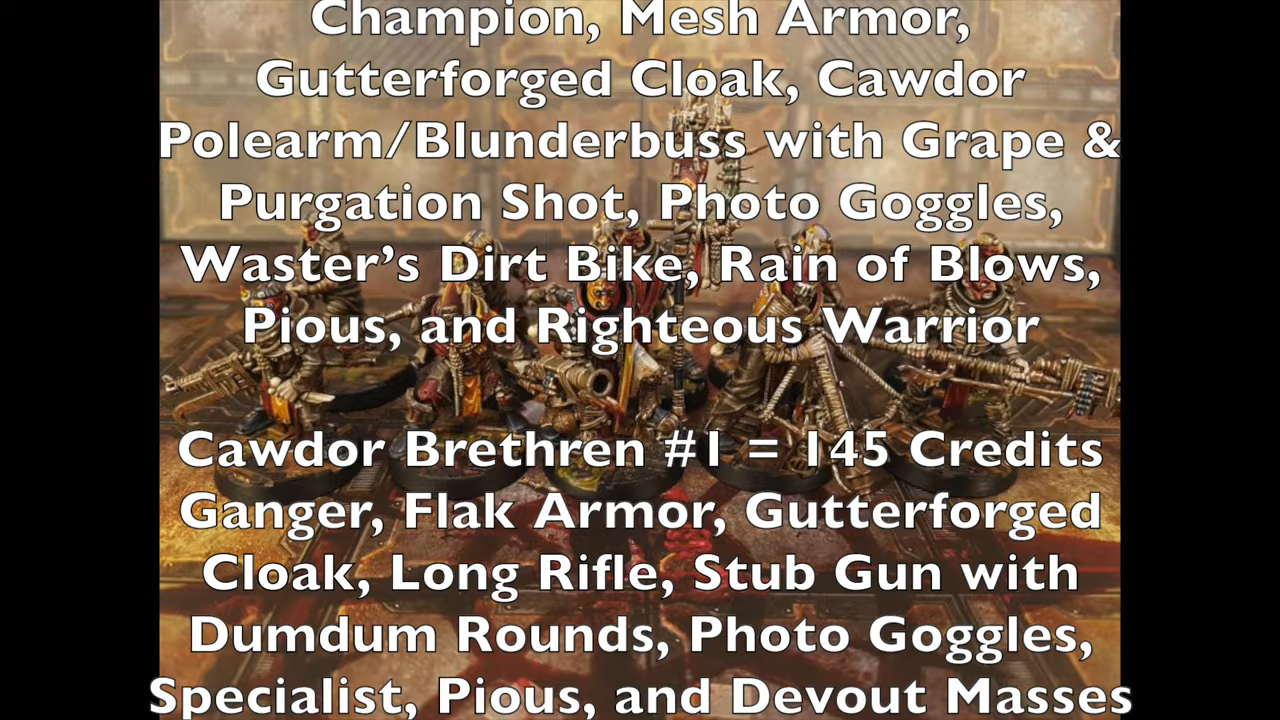 Champion, Mesh Armor,
Gutterforged Cloak, Cawdor
Polearm/Blunderbuss with Grape &
Purgation Shot, Photo Goggles,
Waster’s Dirt Bike, Rain of Blows,
Pious, and Righteous Warrior
Cawdor Brethren #1 = 145 Credits
Ganger, Flak Armor, Gutterforged
Cloak, Long Rifle, Stub Gun with
Dumdum Rounds, Photo Goggles,
Specialist, Pious, and Devout Masses